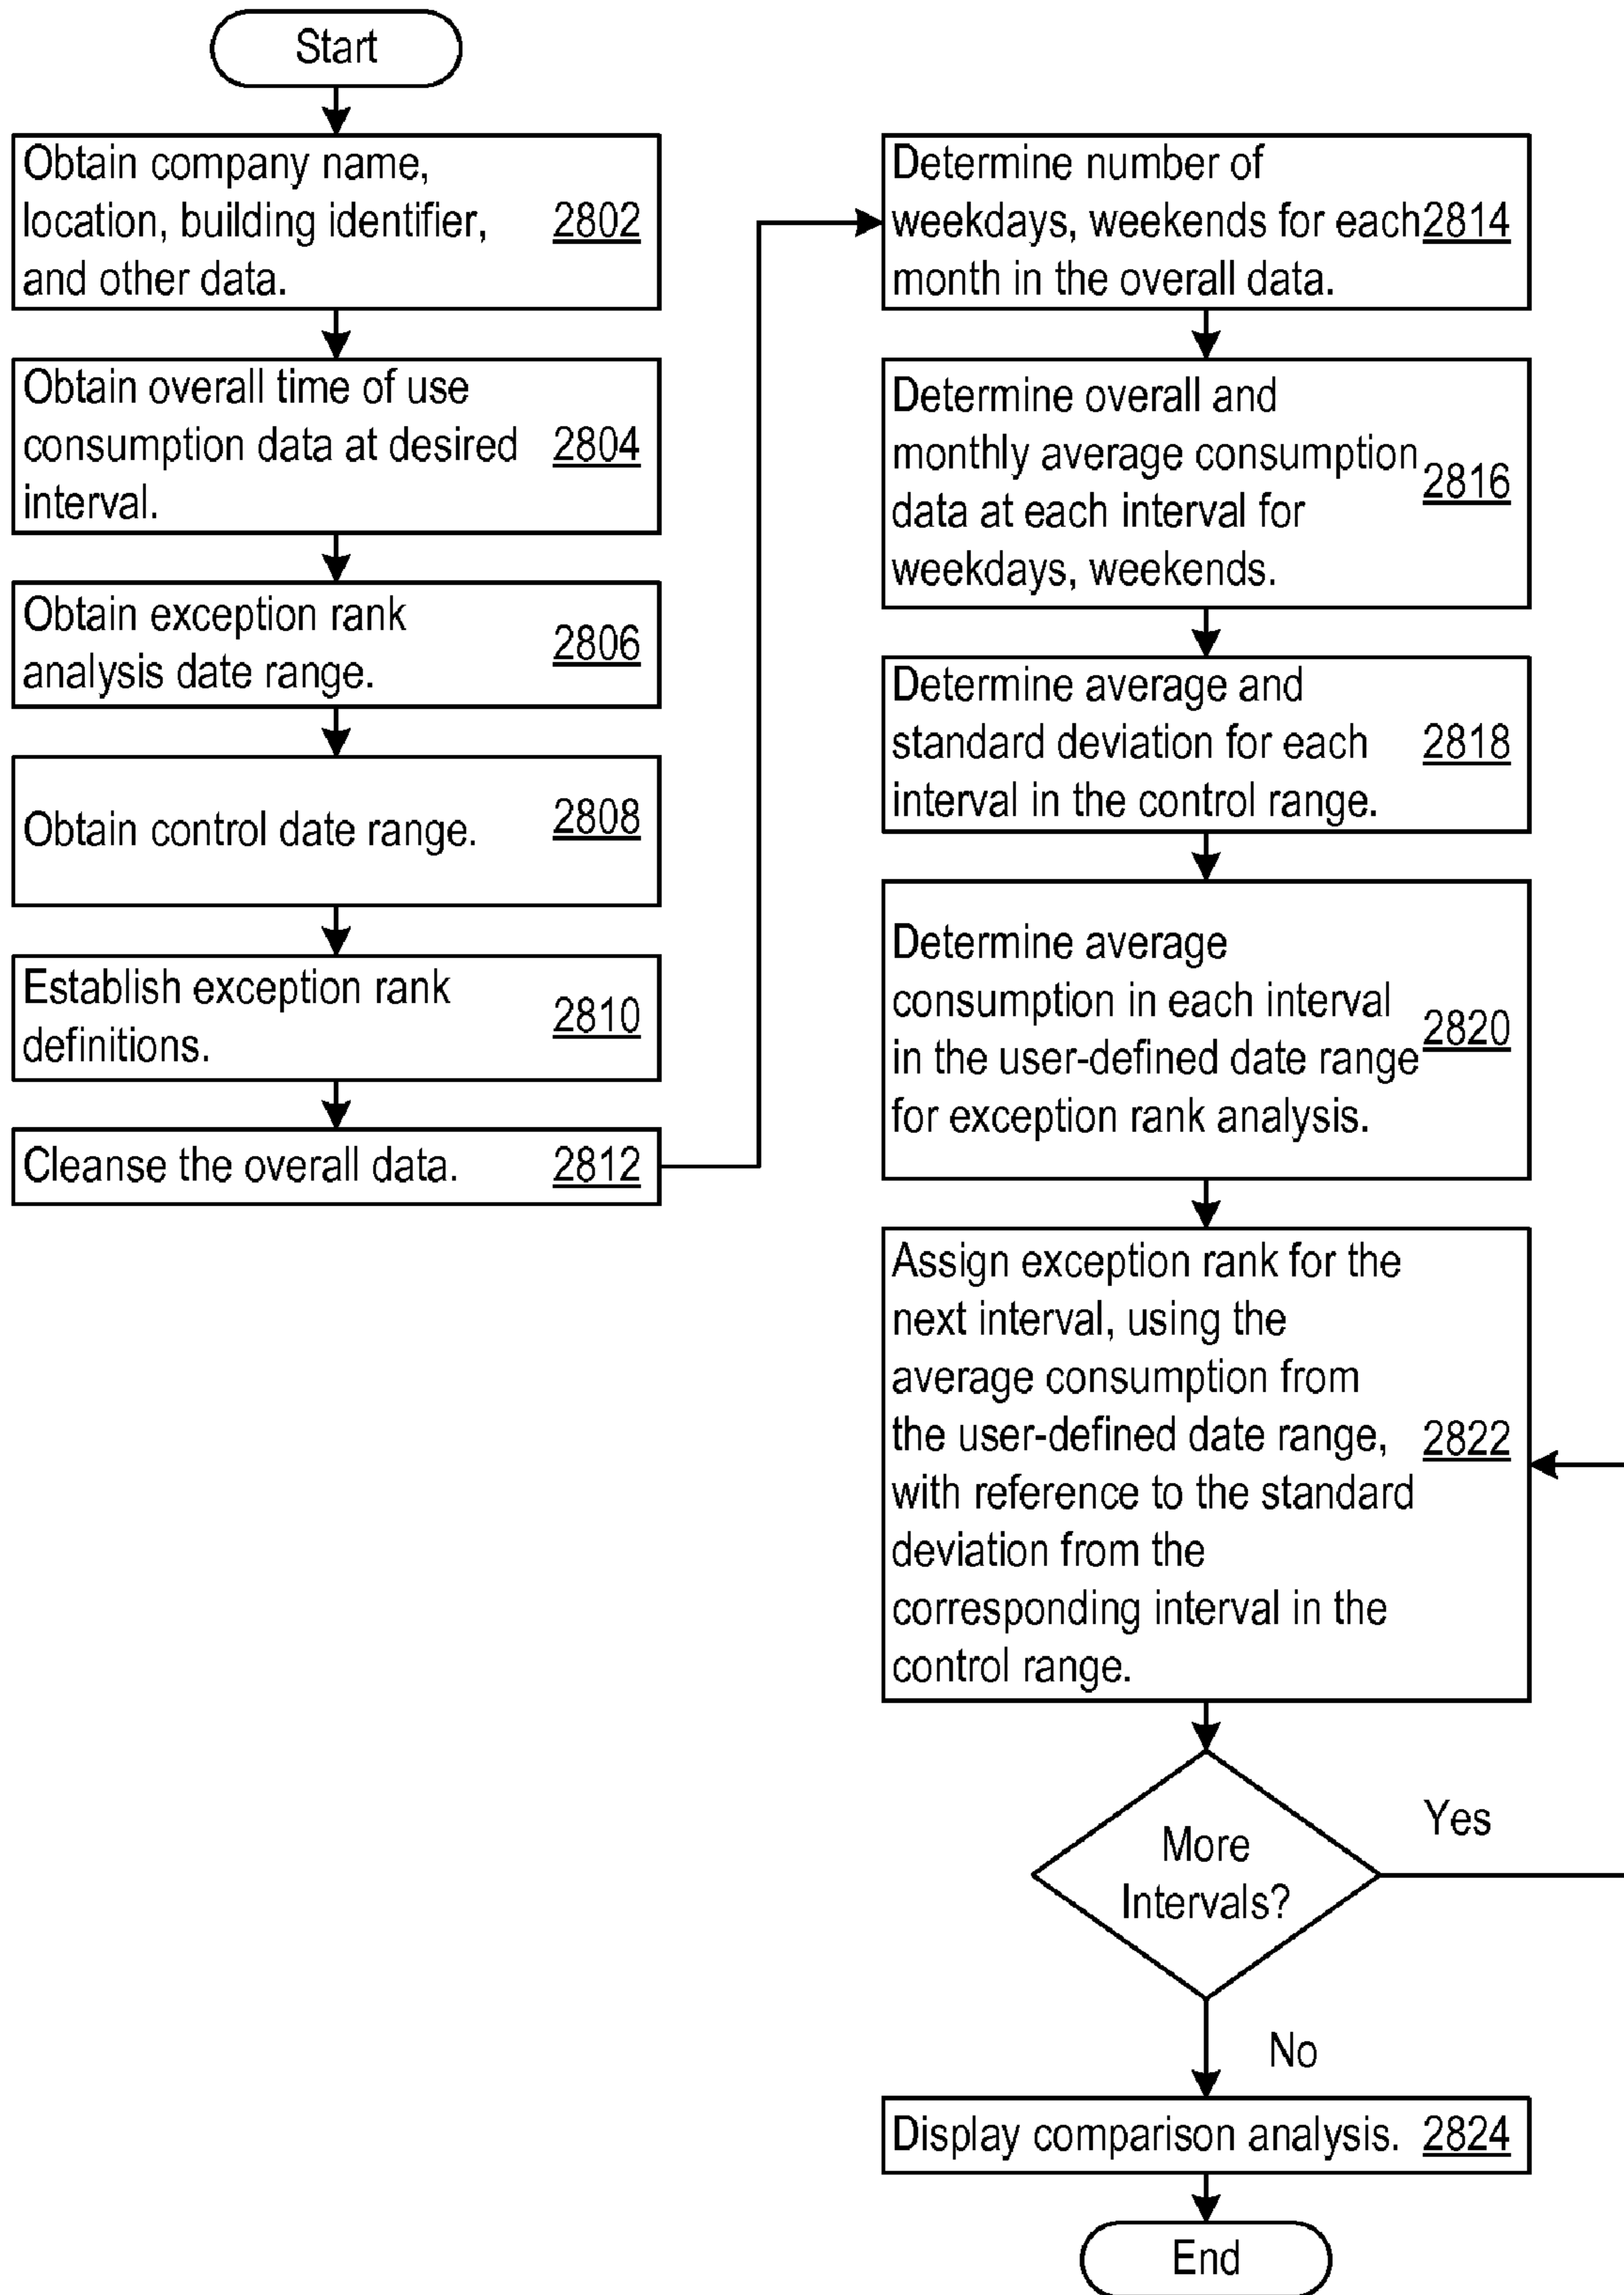 Start
Obtain company name,
location, building identifier,
and other data.
2802
Obtain overall time of use
consumption data at desired
interval.
2804
Obtain exception rank
analysis date range.
2806
Obtain control date range.
2808
Establish exception rank
definitions.
2810
Cleanse the overall data.
2812
Determine number of
weekdays, weekends for each
month in the overall data.
2814
Determine overall and
monthly average consumption
data at each interval for
weekdays, weekends.
2816
Determine average and
standard deviation for each
interval in the control range.
2818
Determine average
consumption in each interval
in the user-defined date range
for exception rank analysis.
2820
Assign exception rank for the
next interval, using the
average consumption from
the user-defined date range,
with reference to the standard
deviation from the
corresponding interval in the
control range.
2822
More
Intervals?
Yes
No
Display comparison analysis.
2824
End